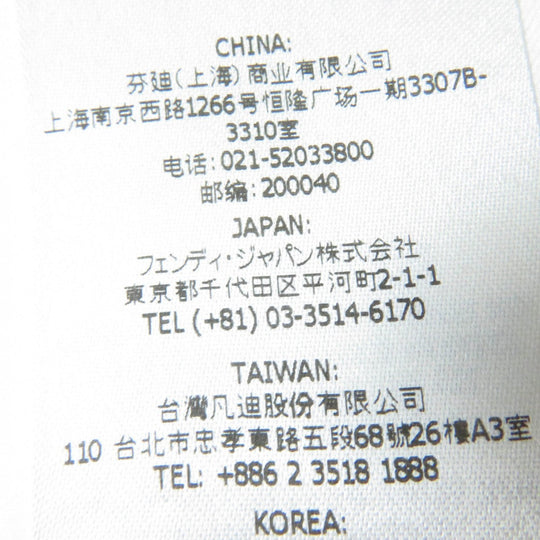 CHINA:
芬迪(上海)商业有限公司
上海南京西路1266号恒隆广场一期3307B-
3310室
电话:021-52033800
邮编:200040
JAPAN:
フェンディ・ジャパン株式会社
東京都千代田区平河町2-1-1
TEL (+81) 03-3514-6170
TAIWAN:
台灣凡迪股份有限公司
110 台北市忠孝東路五段68號26樓A3室
TEL: +886 2 3518 1888
KOREA: